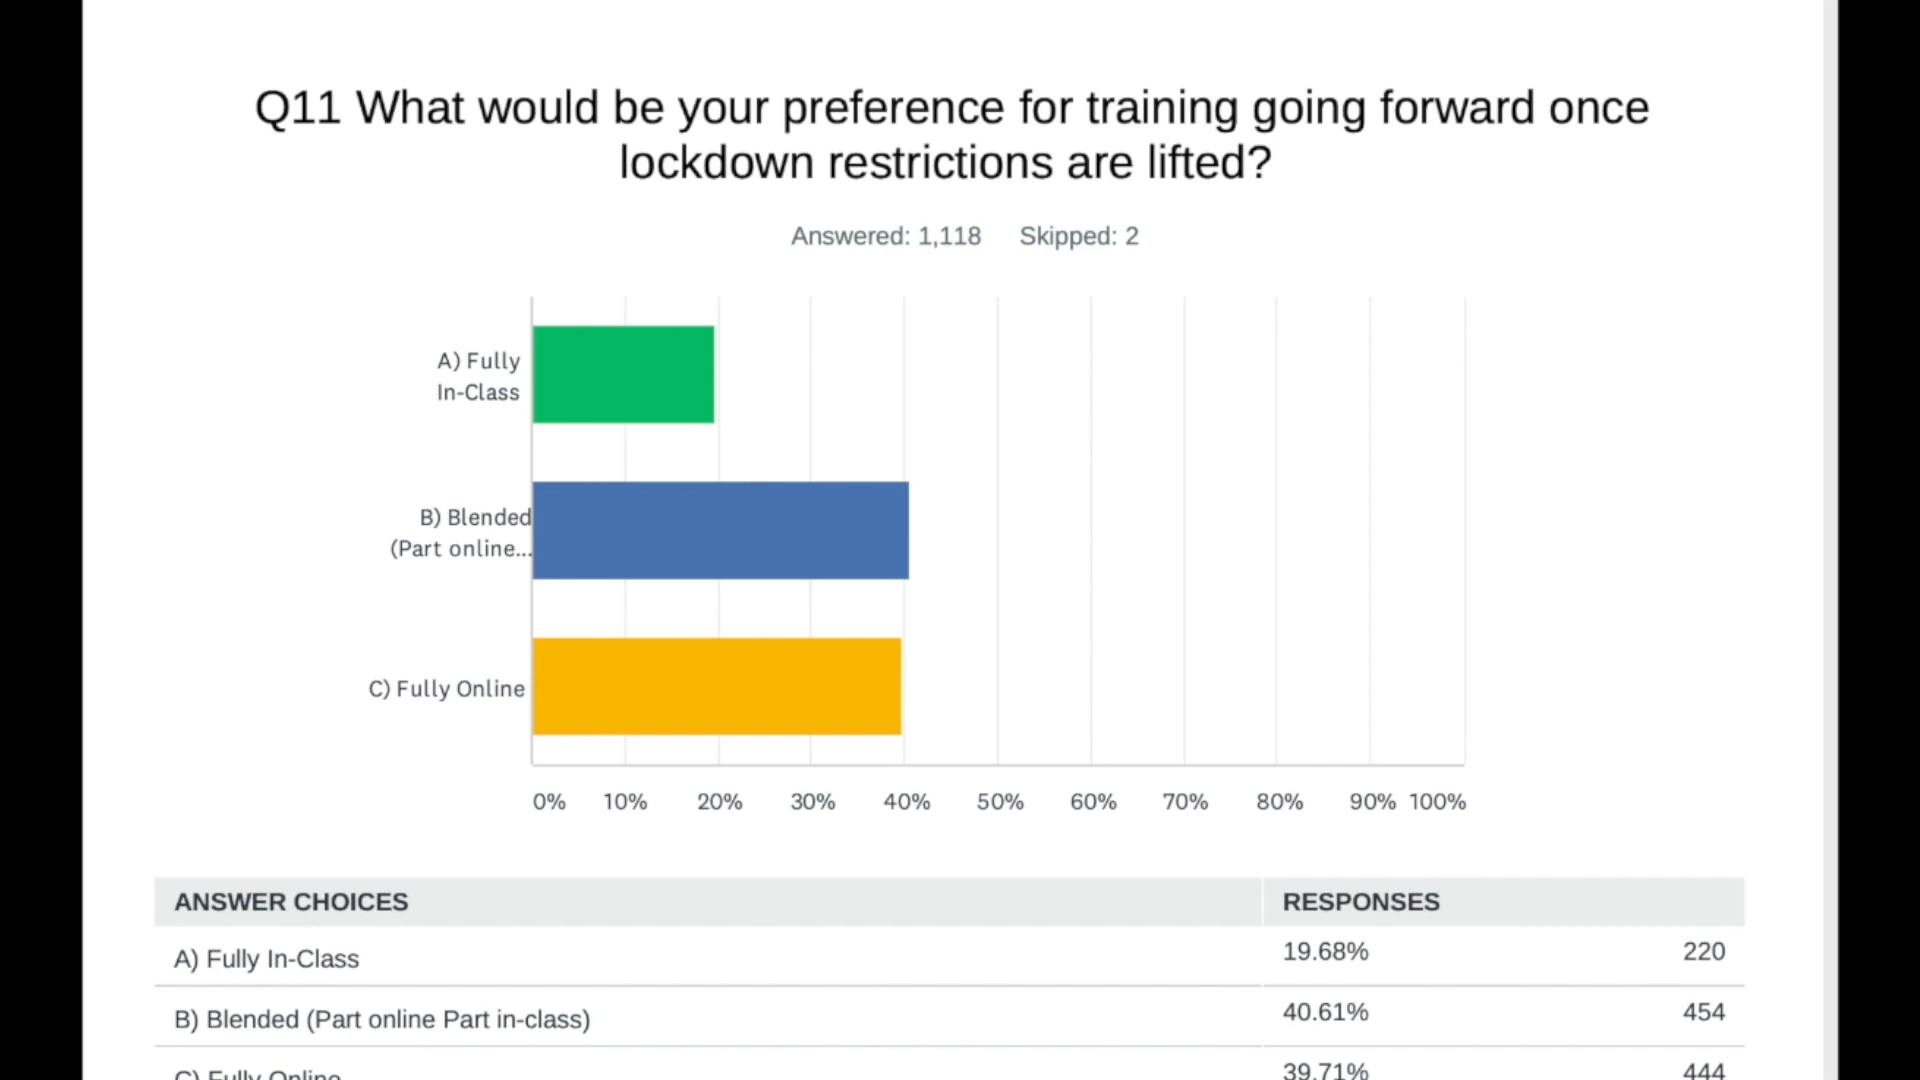 Q11 What would be your preference for training going forward once
lockdown restrictions are lifted?
Answered: 1,118 Skipped: 2
A) Fully
In-Class
B) Blended
(Part online...
C) Fully Online
0% 10% 20% 30% 40% 50% 60% 70% 80% 90% 100%
ANSWER CHOICES RESPONSES
A) Fully In-Class 19.68% 220
B) Blended (Part online Part in-class) 40.61% 454
C) Fully Online 39.71% 444